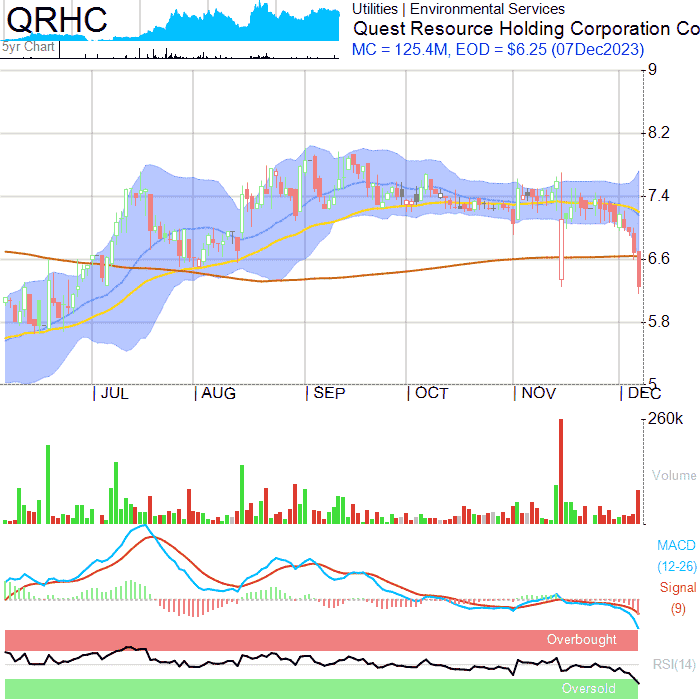 QRHC
5yr Chart
Utilities | Environmental Services
Quest Resource Holding Corporation Co
MC = 125.4M, EOD = $6.25 (07Dec2023)
9
8.2
7.4
6.6
5.8
5
JUL AUG SEP OCT NOV DEC
260k
Volume
MACD
(12-26)
Signal
(9)
Overbought
RSI(14)
Oversold